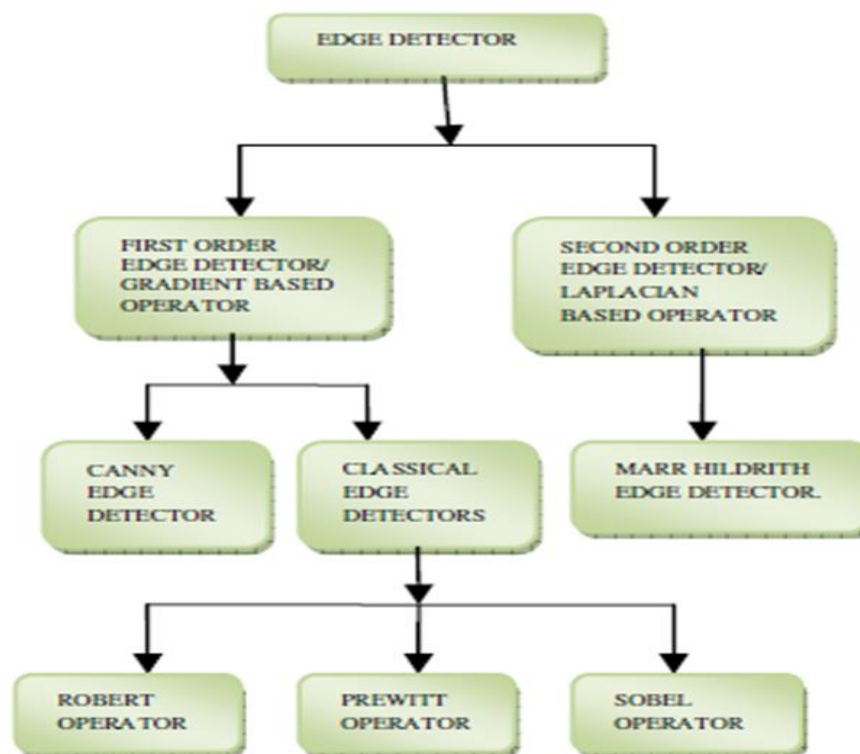 EDGE DETECTOR
FIRST ORDER
EDGE DETECTOR/
GRADIENT BASED
OPERATOR
SECOND ORDER
EDGE DETECTOR/
LAPLACIAN
BASED OPERATOR
CANNY
EDGE
DETECTOR
CLASSICAL
EDGE
DETECTORS
MARR HILDRITH
EDGE DETECTOR.
ROBERT
OPERATOR
PREWITT
OPERATOR
SOBEL
OPERATOR